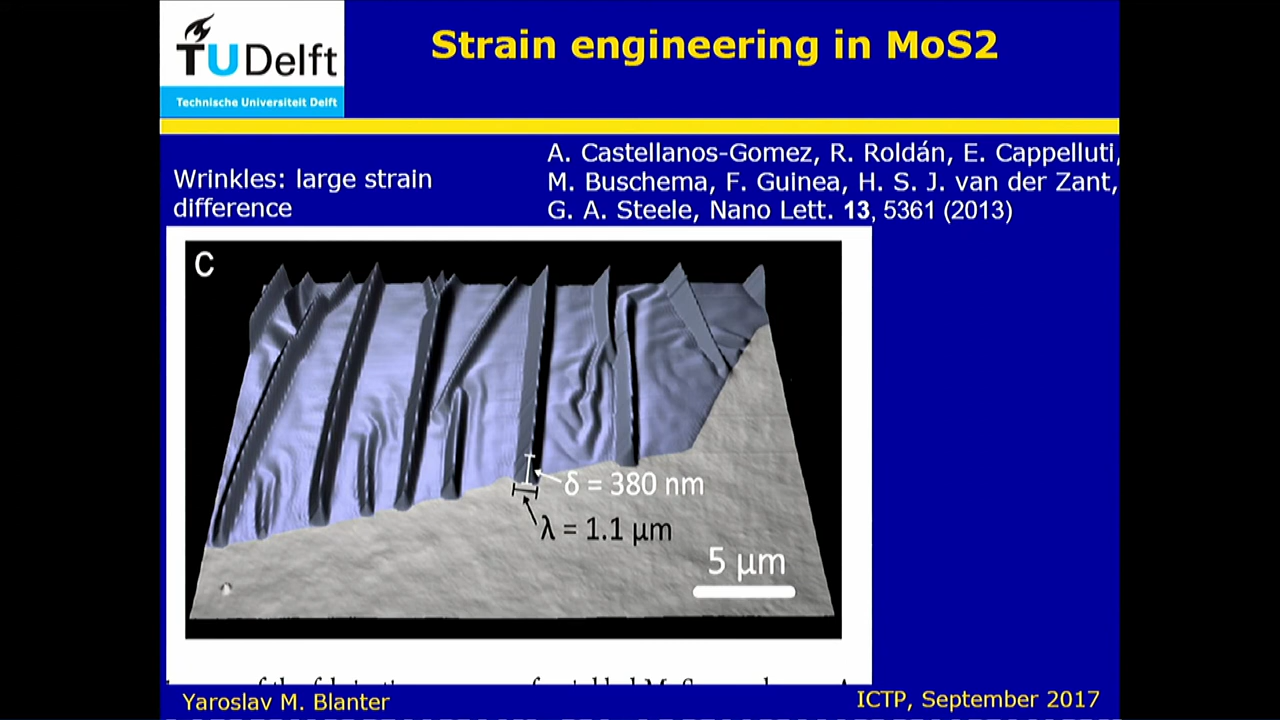 TUDelft
Technische Universiteit Delft
Strain engineering in MoS2
Wrinkles: large strain
difference
A. Castellanos-Gomez, R. Roldán, E. Cappelluti,
M. Buschema, F. Guinea, H. S. J. van der Zant,
G. A. Steele, Nano Lett. 13, 5361 (2013)
C
δ = 380 nm
λ = 1.1 μm
5 μm
Yaroslav M. Blanter
ICTP, September 2017